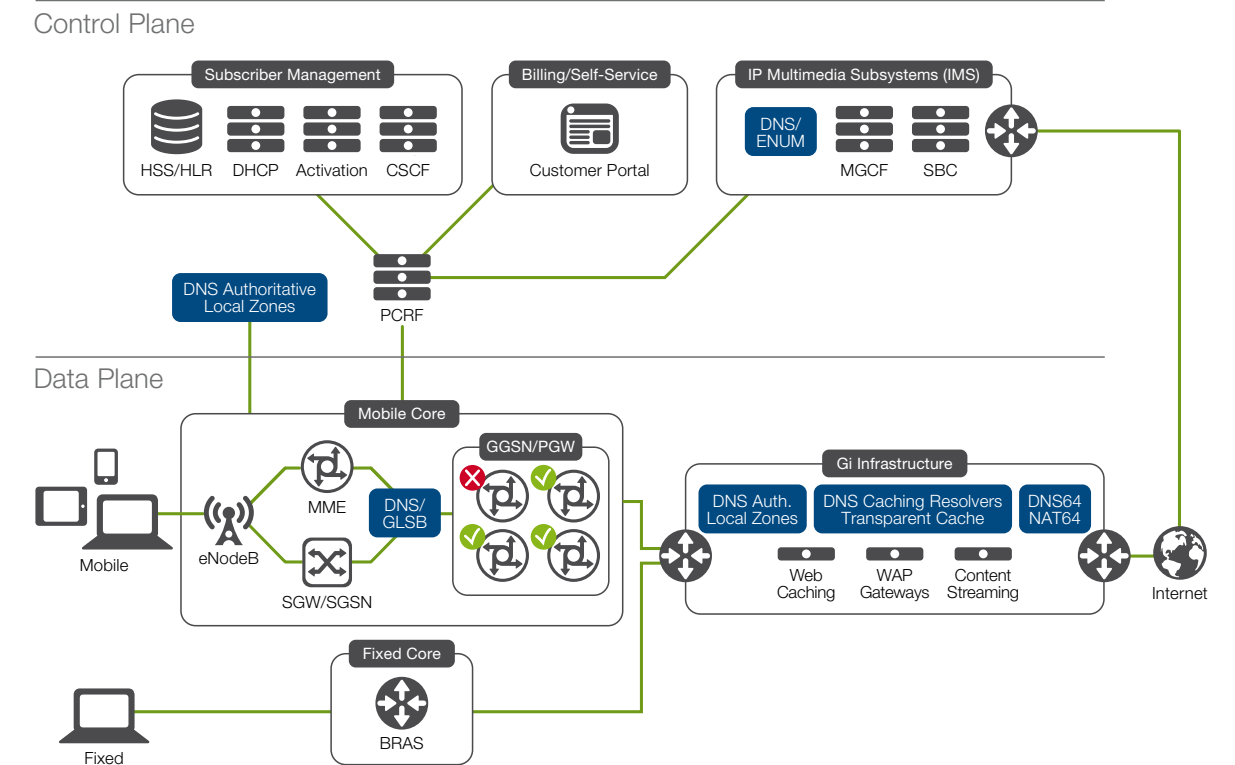 Control Plane
Subscriber Management
Billing/Self-Service
IP Multimedia Subsystems (IMS)
DNS/
ENUM
HSS/HLR
DHCP
Activation
CSCF
Customer Portal
MGCF
SBC
DNS Authoritative
Local Zones
PCRF
Data Plane
Mobile Core
GGSN/PGW
Gi Infrastructure
MME
DNS/
GLSB
DNS Auth.
Local Zones
DNS Caching Resolvers
Transparent Cache
DNS64
NAT64
Mobile
eNodeB
SGW/SGSN
Web
Caching
WAP
Gateways
Content
Streaming
Internet
Fixed Core
BRAS
Fixed